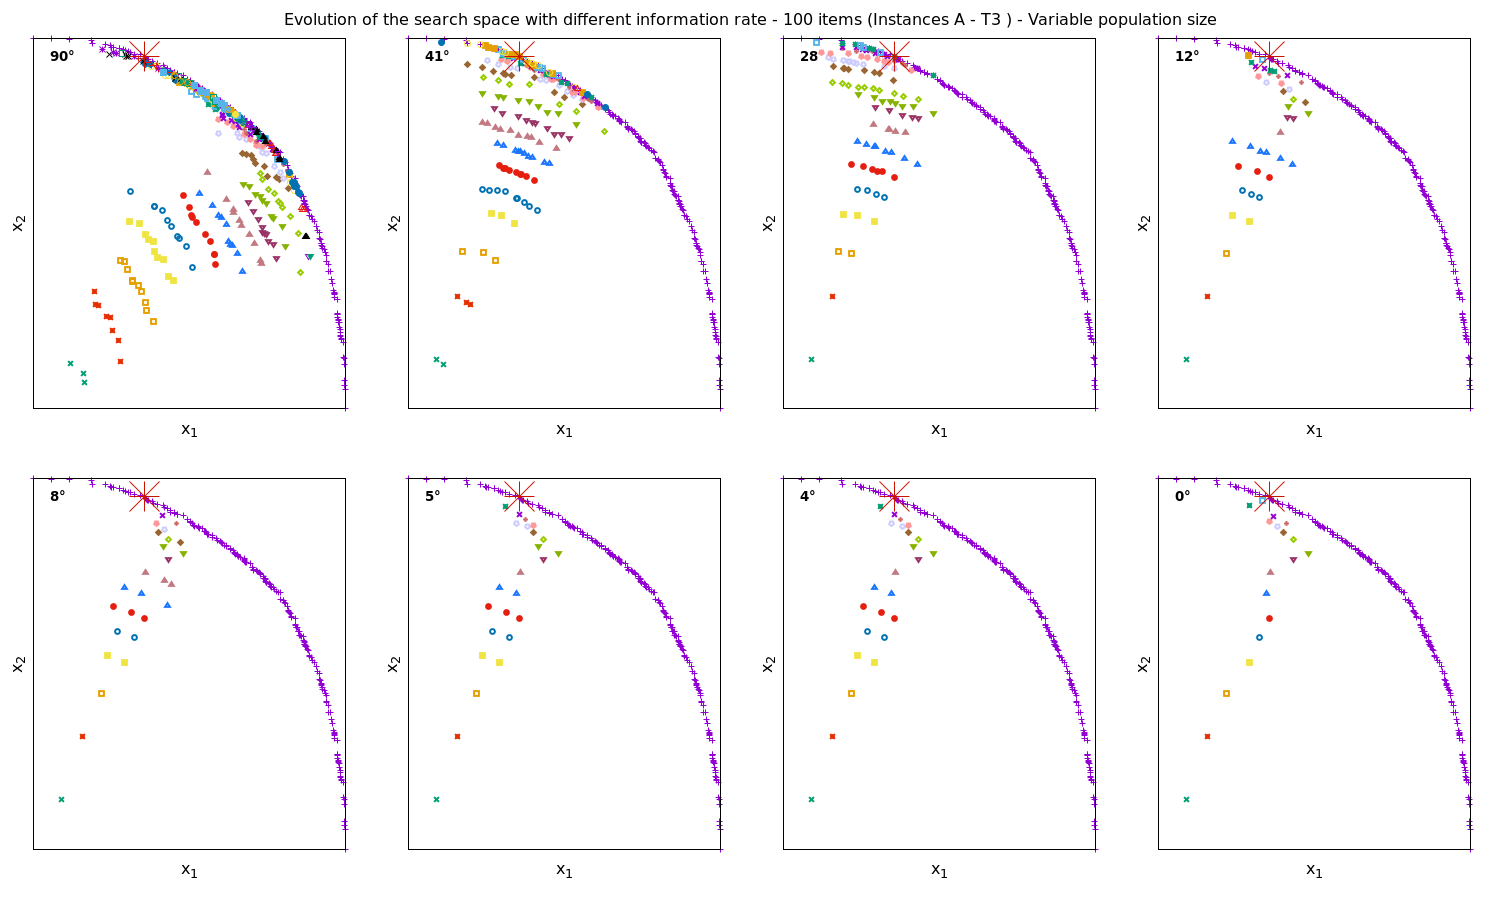 Evolution of the search space with different information rate - 100 items (Instances A - T3 ) - Variable population size
90° 41° 28 12°
x2 x2 x2 x2
x1 x1 x1 x1
8° 5° 4° 0°
x2 x2 x2 x2
x1 x1 x1 x1